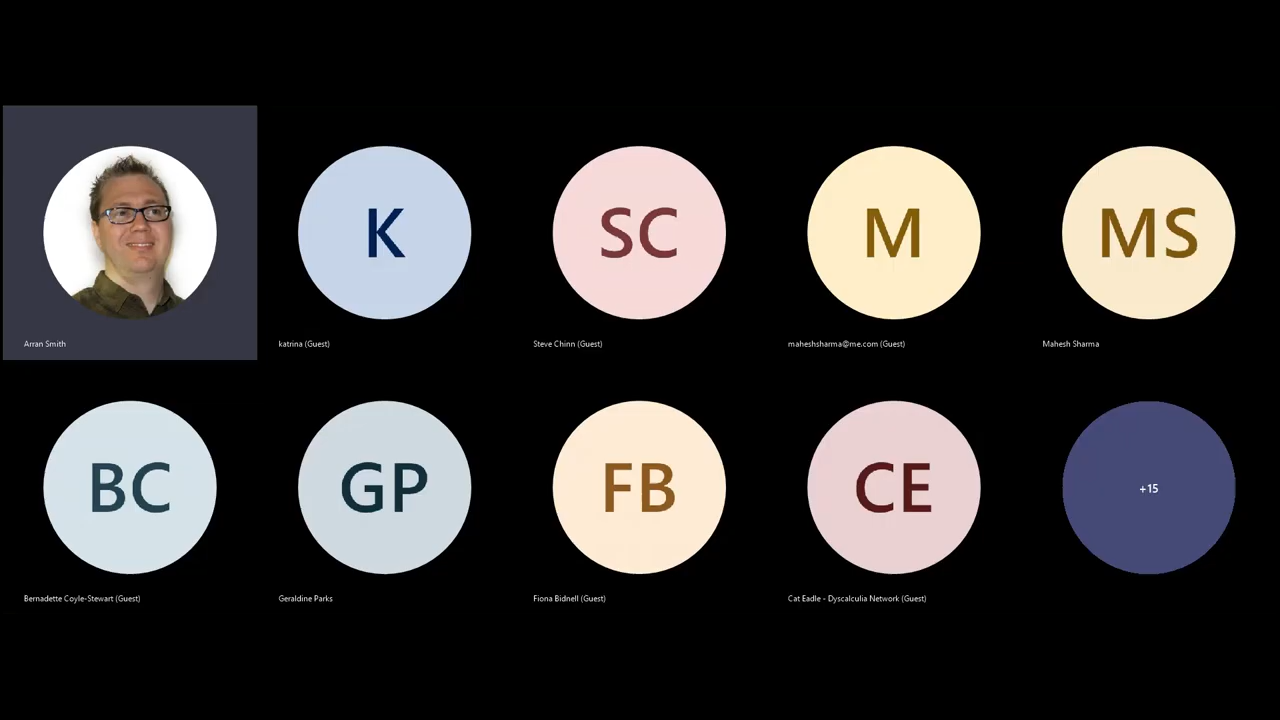 K
SC
M
MS
Arran Smith
katrina (Guest)
Steve Chinn (Guest)
maheshsharma@me.com (Guest)
Mahesh Sharma
BC
GP
FB
CE
+15
Bernadette Coyle-Stewart (Guest)
Geraldine Parks
Fiona Bidnell (Guest)
Cat Eadle - Dyscalculia Network (Guest)